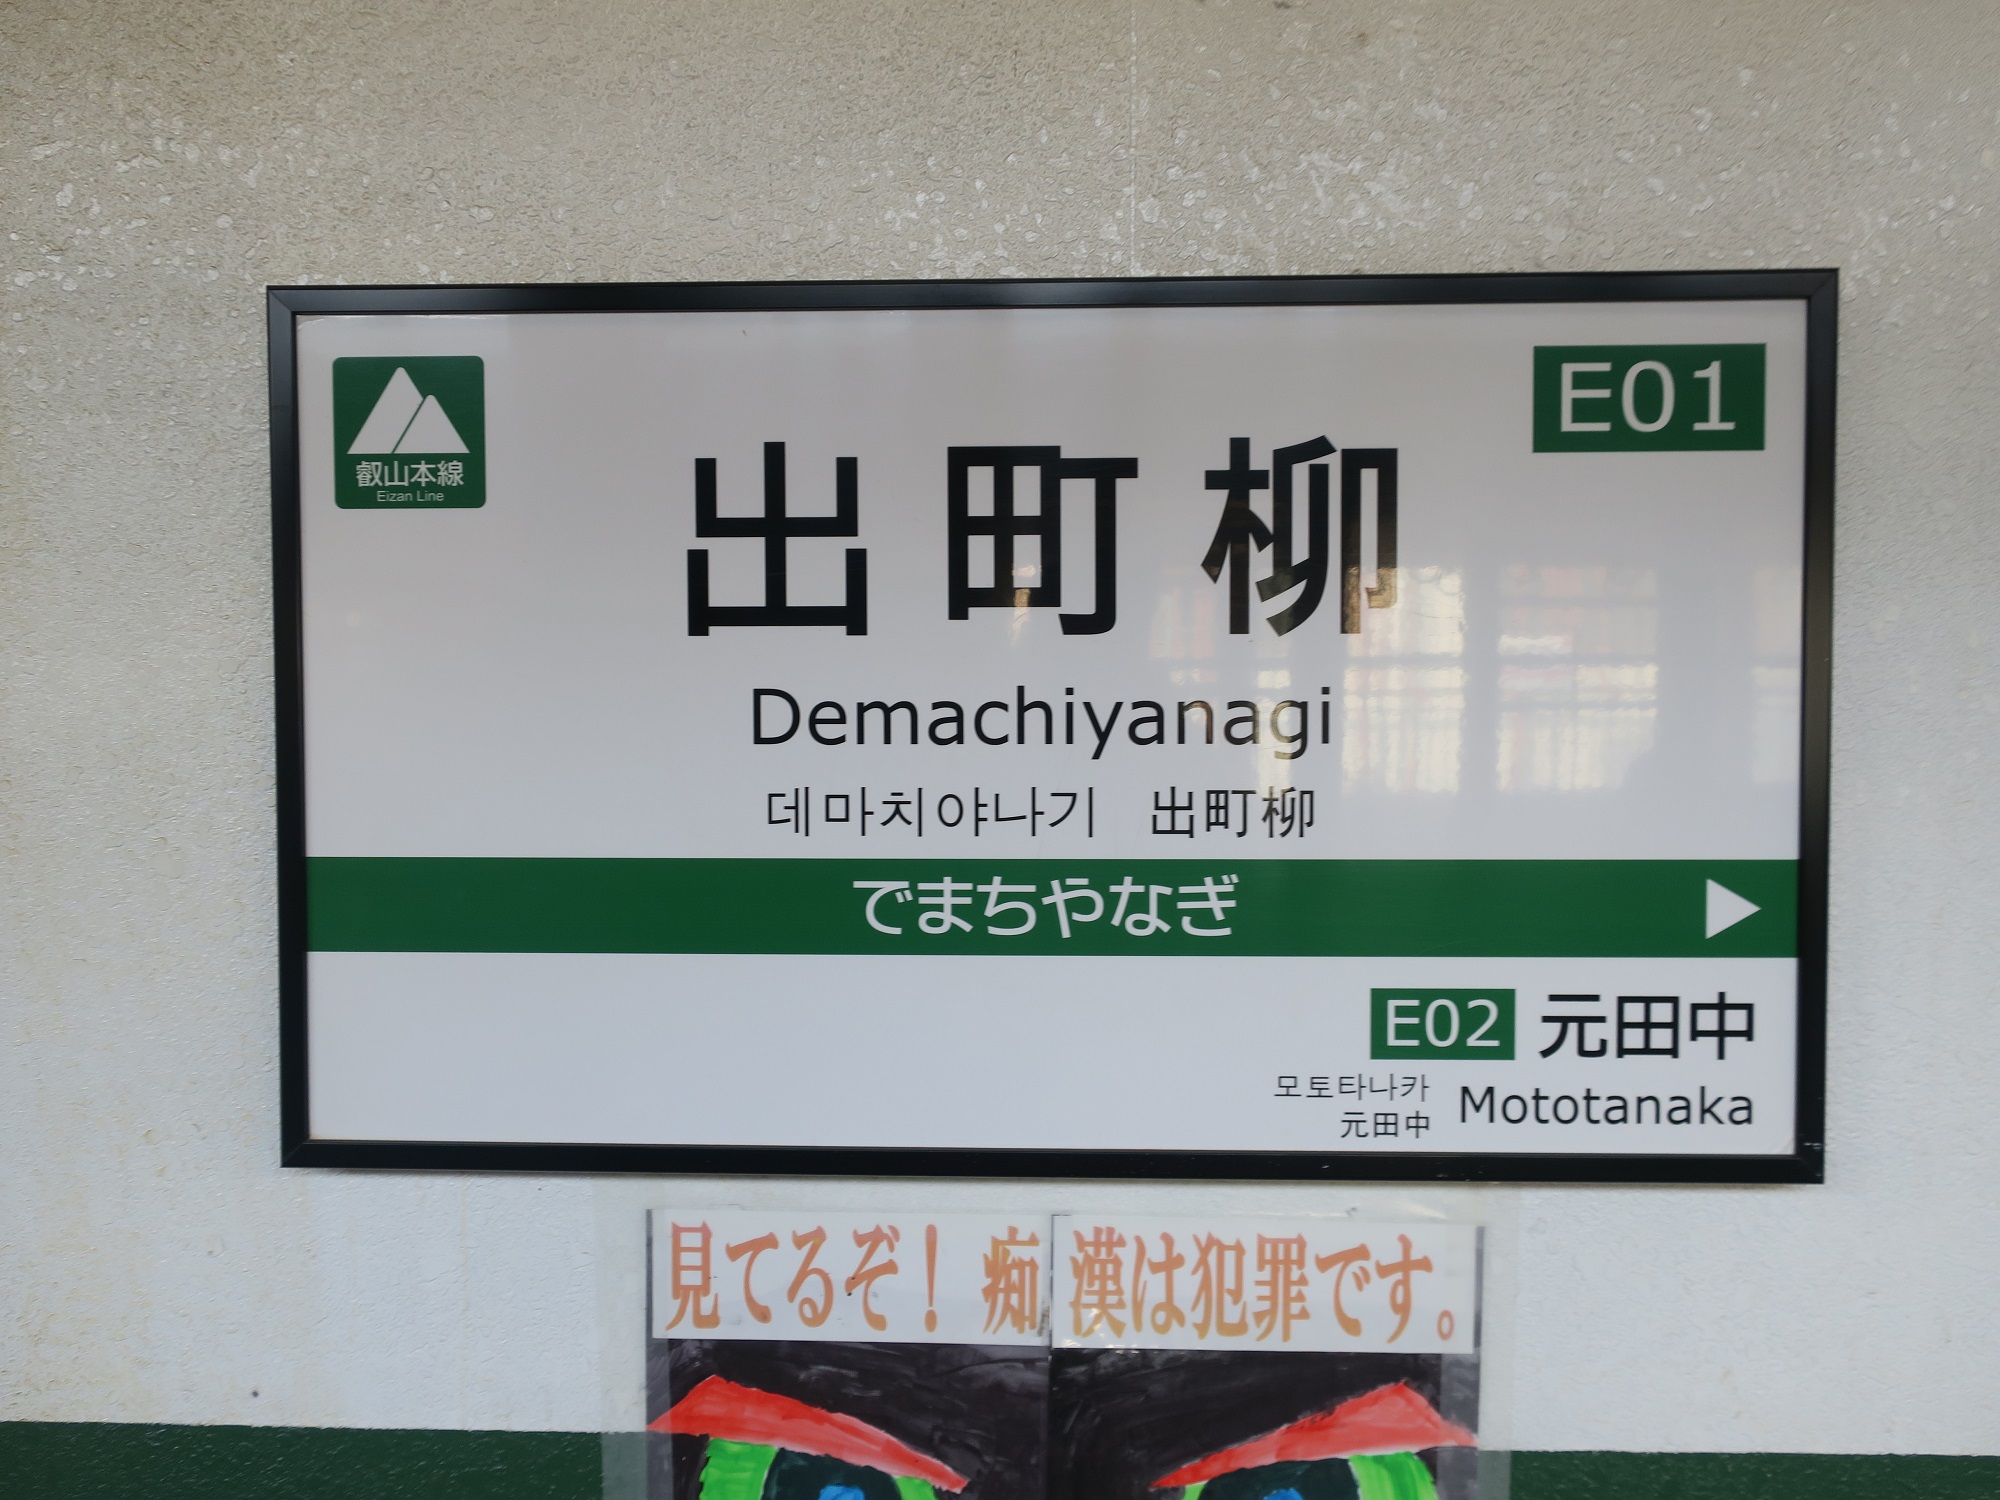 叡山本線
Eizan Line
E01
出町柳
Demachiyanagi
데마치야나기 出町柳
でまちやなぎ
E02 元田中
모토타나카
元田中
Mototanaka
見てるぞ！痴漢は犯罪です。